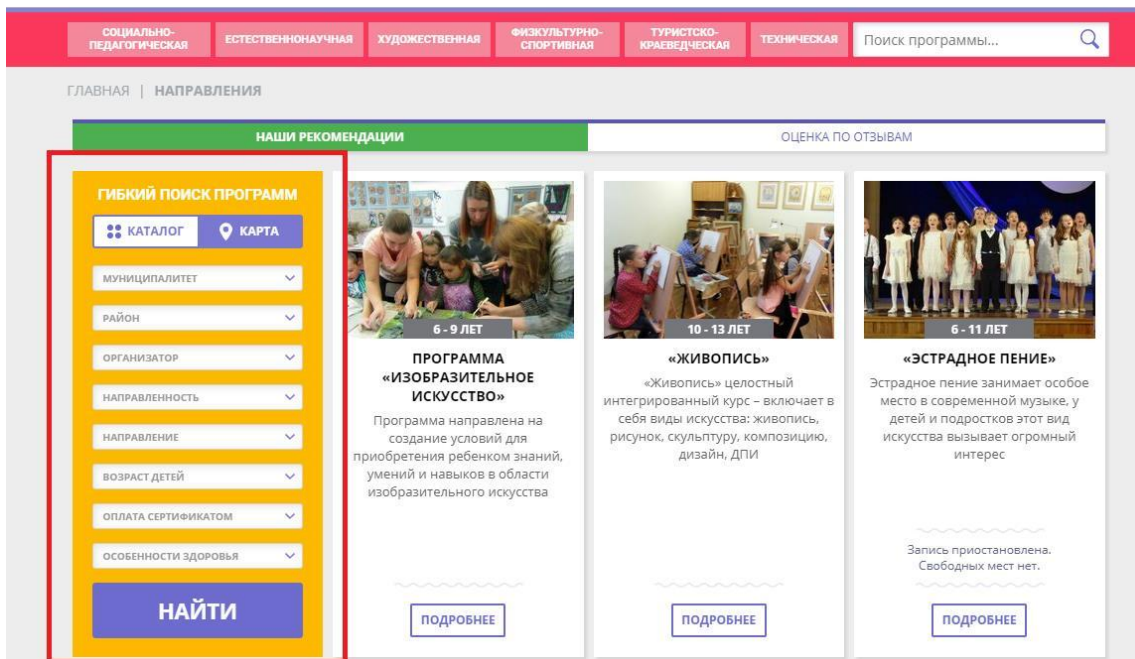 СОЦИАЛЬНО-
ПЕДАГОГИЧЕСКАЯ
ЕСТЕСТВЕННОНАУЧНАЯ
ХУДОЖЕСТВЕННАЯ
ФИЗКУЛЬТУРНО-
СПОРТИВНАЯ
ТУРИСТСКО-
КРАЕВЕДЧЕСКАЯ
ТЕХНИЧЕСКАЯ
Поиск программы...
ГЛАВНАЯ | НАПРАВЛЕНИЯ
НАШИ РЕКОМЕНДАЦИИ
ОЦЕНКА ПО ОТЗЫВАМ
ГИБКИЙ ПОИСК ПРОГРАММ
КАТАЛОГ
КАРТА
МУНИЦИПАЛИТЕТ
РАЙОН
ОРГАНИЗАТОР
НАПРАВЛЕННОСТЬ
НАПРАВЛЕНИЕ
ВОЗРАСТ ДЕТЕЙ
ОПЛАТА СЕРТИФИКАТОМ
ОСОБЕННОСТИ ЗДОРОВЬЯ
НАЙТИ
6 - 9 ЛЕТ
ПРОГРАММА
«ИЗОБРАЗИТЕЛЬНОЕ
ИСКУССТВО»
Программа направлена на
создание условий для
приобретения ребенком знаний,
умений и навыков в области
изобразительного искусства
ПОДРОБНЕЕ
10 - 13 ЛЕТ
«ЖИВОПИСЬ»
«Живопись» целостный
интегрированный курс – включает в
себя виды искусства: живопись,
рисунок, скульптуру, композицию,
дизайн, ДПИ
ПОДРОБНЕЕ
6 - 11 ЛЕТ
«ЭСТРАДНОЕ ПЕНИЕ»
Эстрадное пение занимает особое
место в современной музыке, у
детей и подростков этот вид
искусства вызывает огромный
интерес
Запись приостановлена.
Свободных мест нет.
ПОДРОБНЕЕ